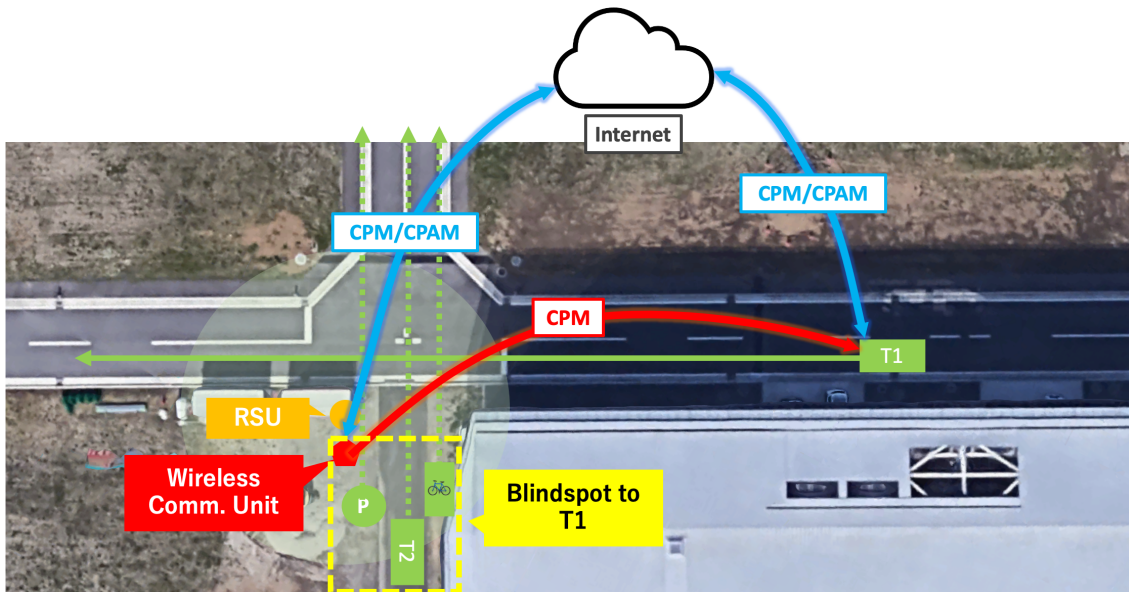 Internet
CPM/CPAM
CPM/CPAM
CPM
T1
RSU
Wireless
Comm. Unit
P
T2
Blindspot to
T1